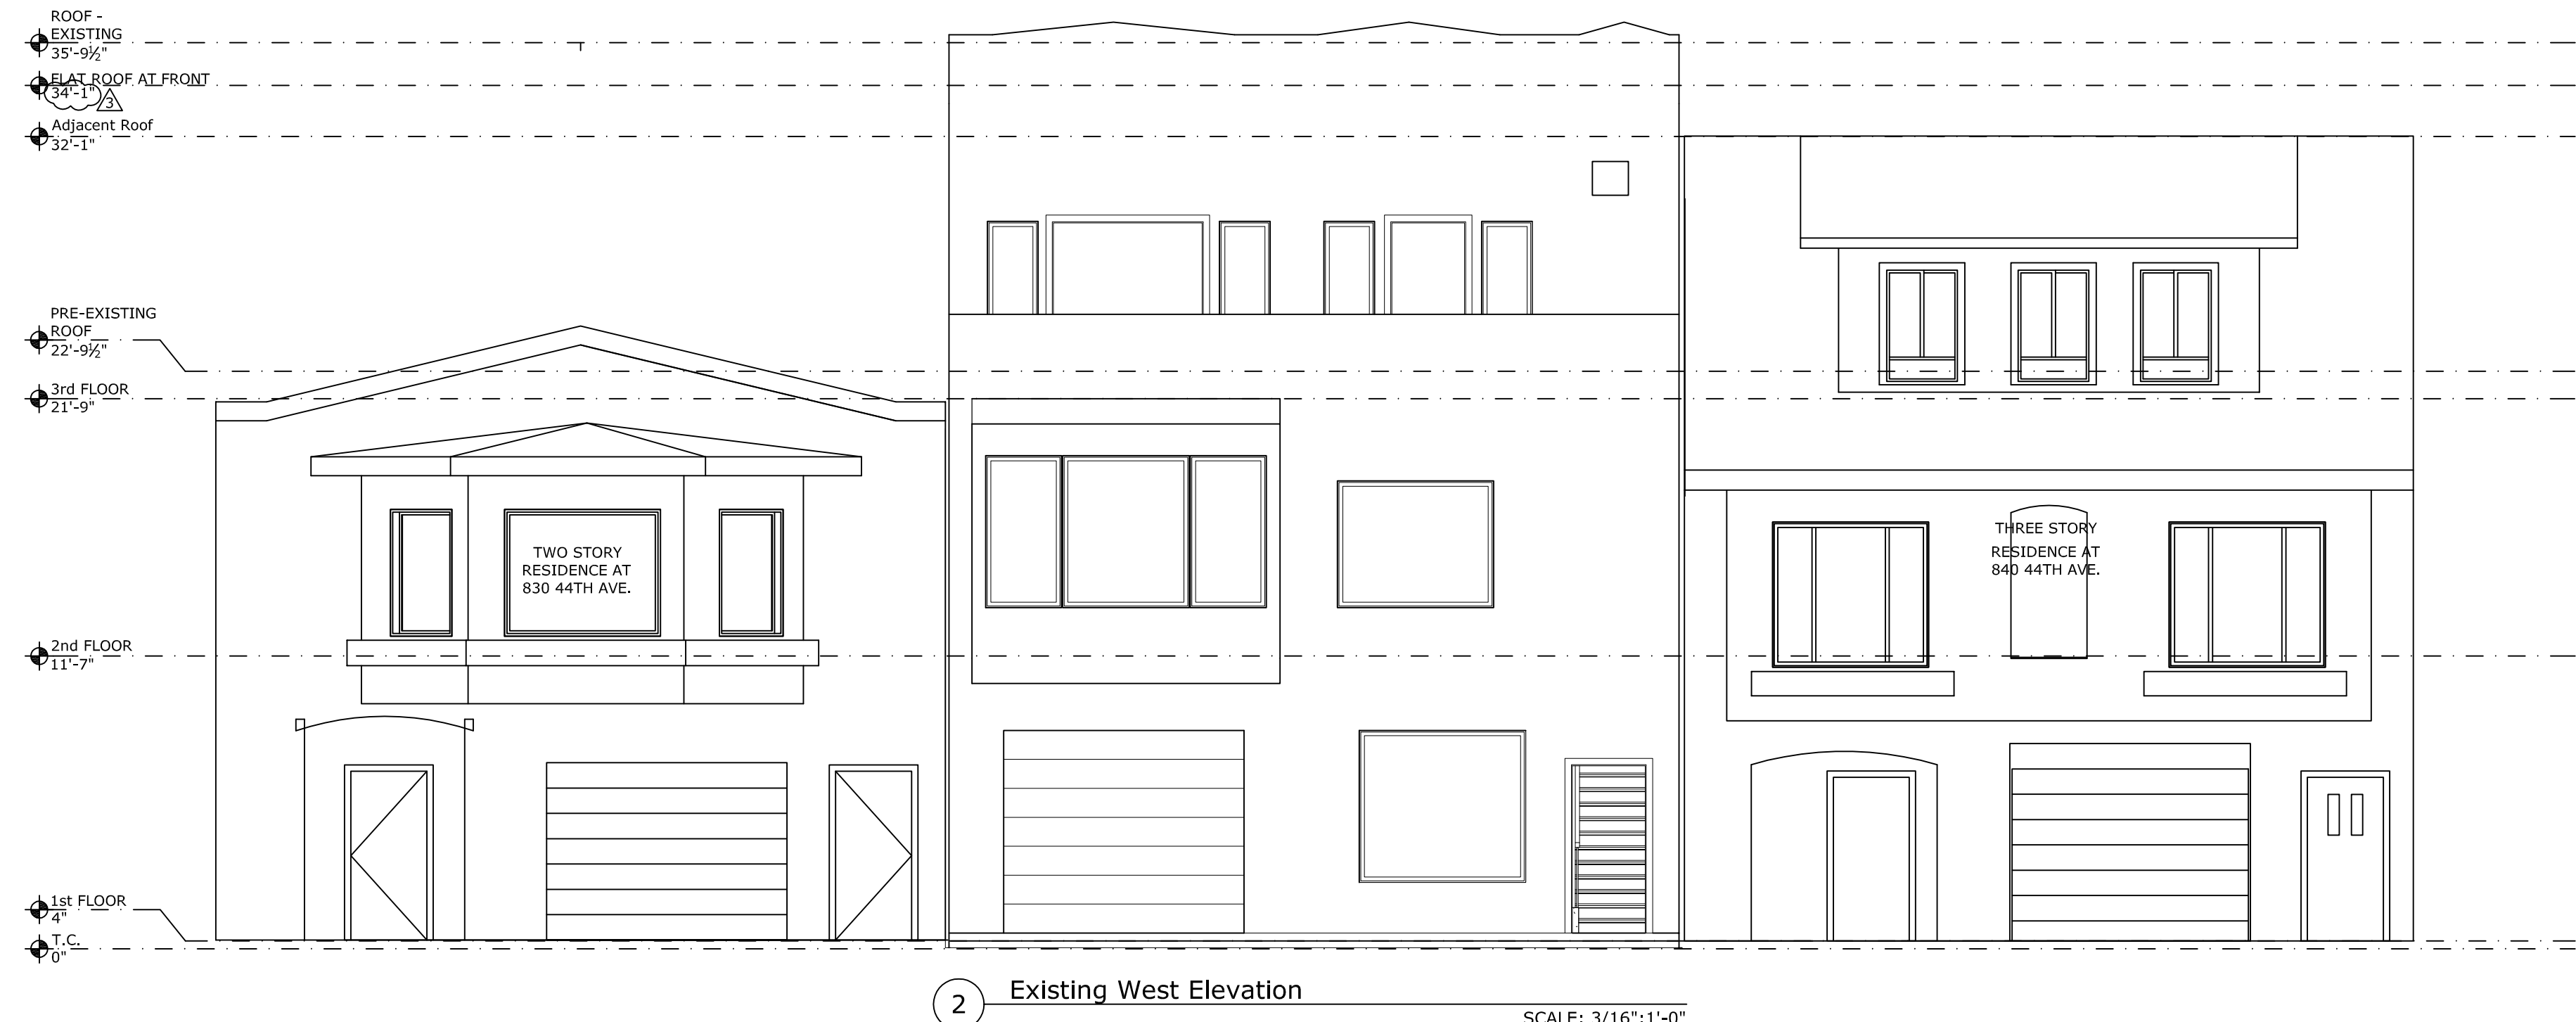 ROOF -
EXISTING
35'-9½"
FLAT ROOF AT FRONT
34'-1"
3
Adjacent Roof
32'-1"
PRE-EXISTING
ROOF
22'-9½"
3rd FLOOR
21'-9"
TWO STORY
RESIDENCE AT
830 44TH AVE.
THREE STORY
RESIDENCE AT
840 44TH AVE.
2nd FLOOR
11'-7"
1st FLOOR
4"
T.C.
0"
2
Existing West Elevation
SCALE: 3/16":1'-0"